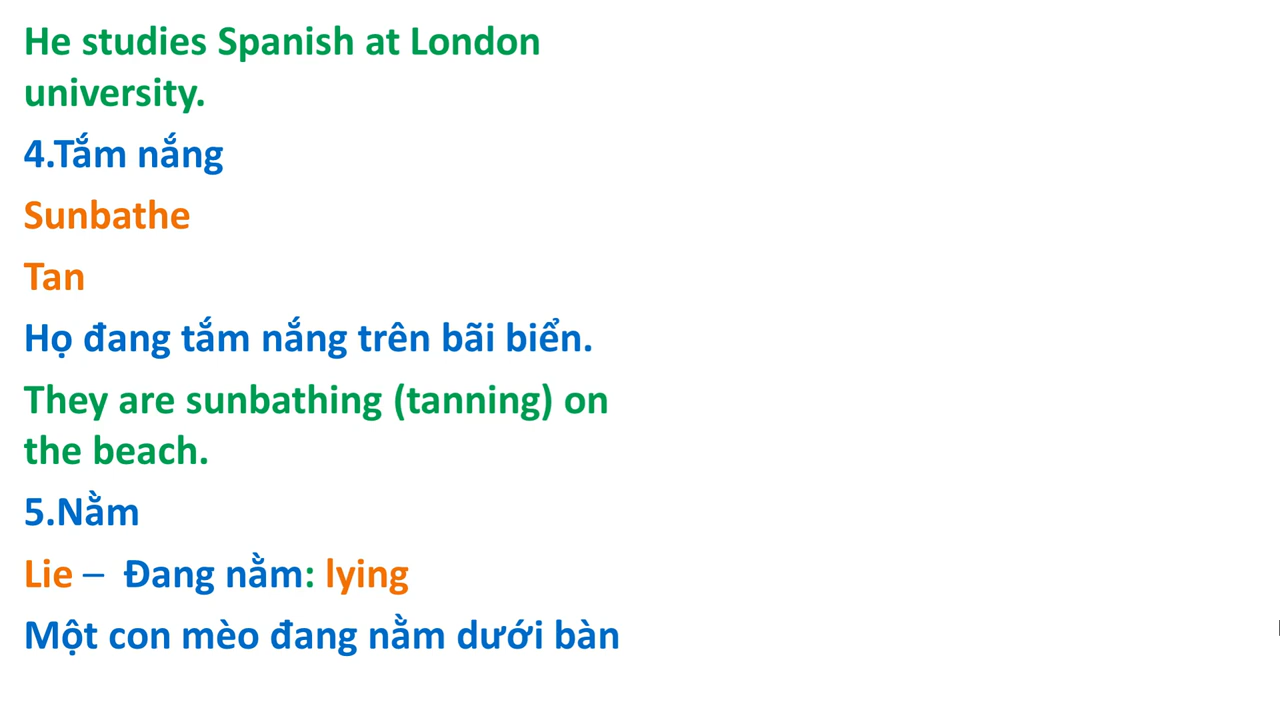 He studies Spanish at London
university.
4.Tắm nắng
Sunbathe
Tan
Họ đang tắm nắng trên bãi biển.
They are sunbathing (tanning) on
the beach.
5.Nằm
Lie – Đang nằm: lying
Một con mèo đang nằm dưới bàn